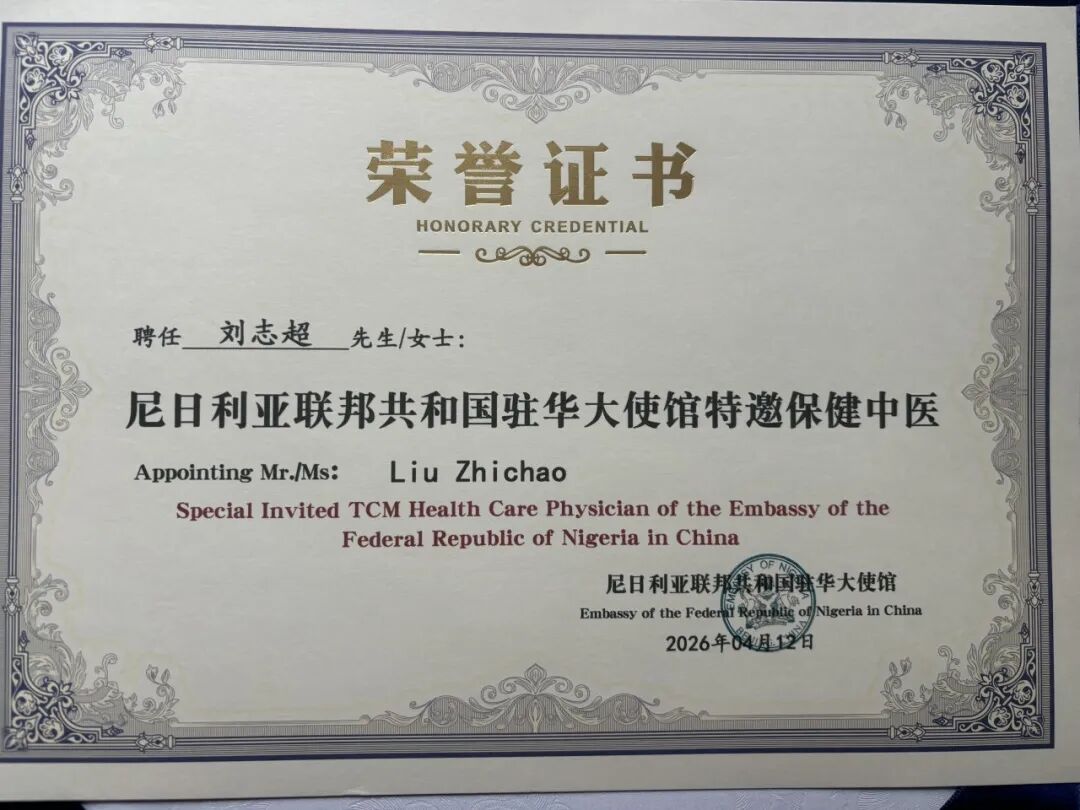 荣誉证书
HONORARY CREDENTIAL
聘任 刘志超 先生/女士:
尼日利亚联邦共和国驻华大使馆特邀保健中医
Appointing Mr./Ms: Liu Zhichao
Special Invited TCM Health Care Physician of the Embassy of the
Federal Republic of Nigeria in China
尼日利亚联邦共和国驻华大使馆
Embassy of the Federal Republic of Nigeria in China
2026年04月12日
EMBASSY OF NIGERIA